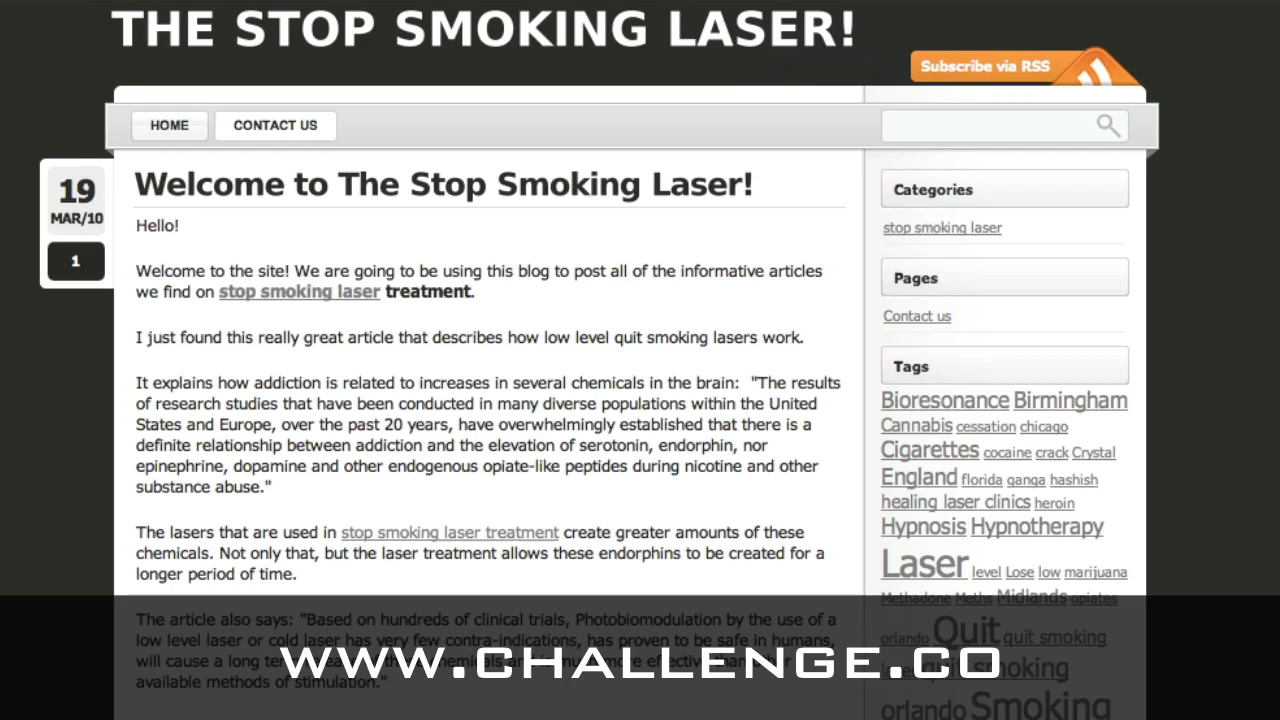 THE STOP SMOKING LASER!
Subscribe via RSS
HOME
CONTACT US
19
MAR/10
1
Welcome to The Stop Smoking Laser!
Hello!
Welcome to the site! We are going to be using this blog to post all of the informative articles
we find on stop smoking laser treatment.
I just found this really great article that describes how low level quit smoking lasers work.
It explains how addiction is related to increases in several chemicals in the brain: "The results
of research studies that have been conducted in many diverse populations within the United
States and Europe, over the past 20 years, have overwhelmingly established that there is a
definite relationship between addiction and the elevation of serotonin, endorphin, nor
epinephrine, dopamine and other endogenous opiate-like peptides during nicotine and other
substance abuse."
The lasers that are used in stop smoking laser treatment create greater amounts of these
chemicals. Not only that, but the laser treatment allows these endorphins to be created for a
longer period of time.
The article also says: "Based on hundreds of clinical trials, Photobiomodulation by the use of a
low level laser or cold laser has very few contra-indications, has proven to be safe in humans,
will cause a long
available methods of stimulation."
Categories
stop smoking laser
Pages
Contact us
Tags
Bioresonance Birmingham
Cannabis cessation chicago
Cigarettes cocaine crack Crystal
England florida ganga hashish
healing laser clinics heroin
Hypnosis Hypnotherapy
Laser level Lose low marijuana
Methadone Meths Midlands opiates
orlando Quit quit smoking
quit smoking
orlando Smoking
WWW.CHALLENGE.CO